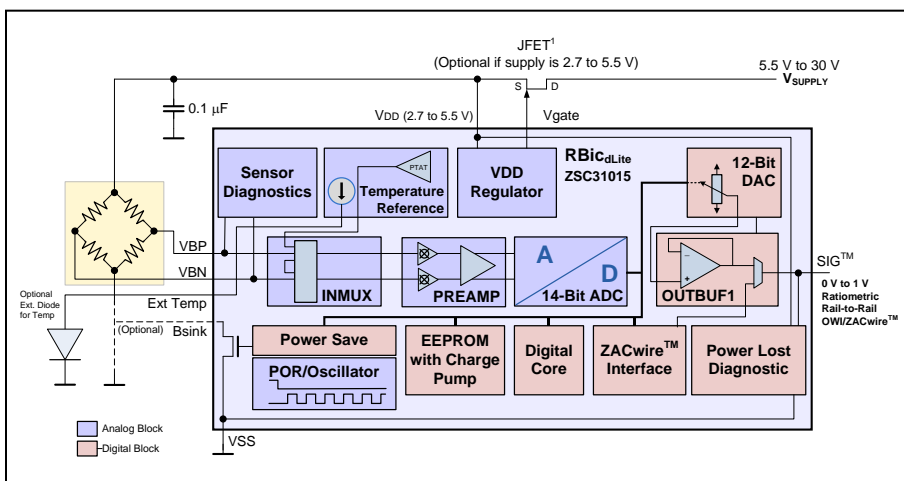 JFET¹
(Optional if supply is 2.7 to 5.5 V)
5.5 V to 30 V
VSUPPLY
S
D
0.1 µF
VDD (2.7 to 5.5 V)
Vgate
Sensor
Diagnostics
PTAT
Temperature
Reference
VDD
Regulator
RBicdLite
ZSC31015
12-Bit
DAC
VBP
VBN
INMUX
PREAMP
A
D
14-Bit ADC
OUTBUF1
SIG™
0 V to 1 V
Ratiometric
Rail-to-Rail
OWI/ZACwire™
Optional
Ext. Diode
for Temp
Ext Temp
(Optional)
Bsink
Power Save
POR/Oscillator
EEPROM
with Charge
Pump
Digital
Core
ZACwire™
Interface
Power Lost
Diagnostic
Analog Block
Digital Block
VSS